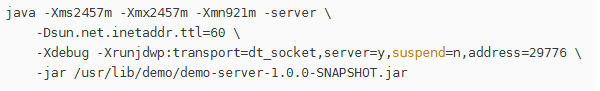 java -Xms2457m -Xmx2457m -Xmn921m -server \
-Dsun.net.inetaddr.ttl=60 \
-Xdebug -Xrunjdwp:transport=dt_socket,server=y,suspend=n,address=29776 \
-jar /usr/lib/demo/demo-server-1.0.0-SNAPSHOT.jar